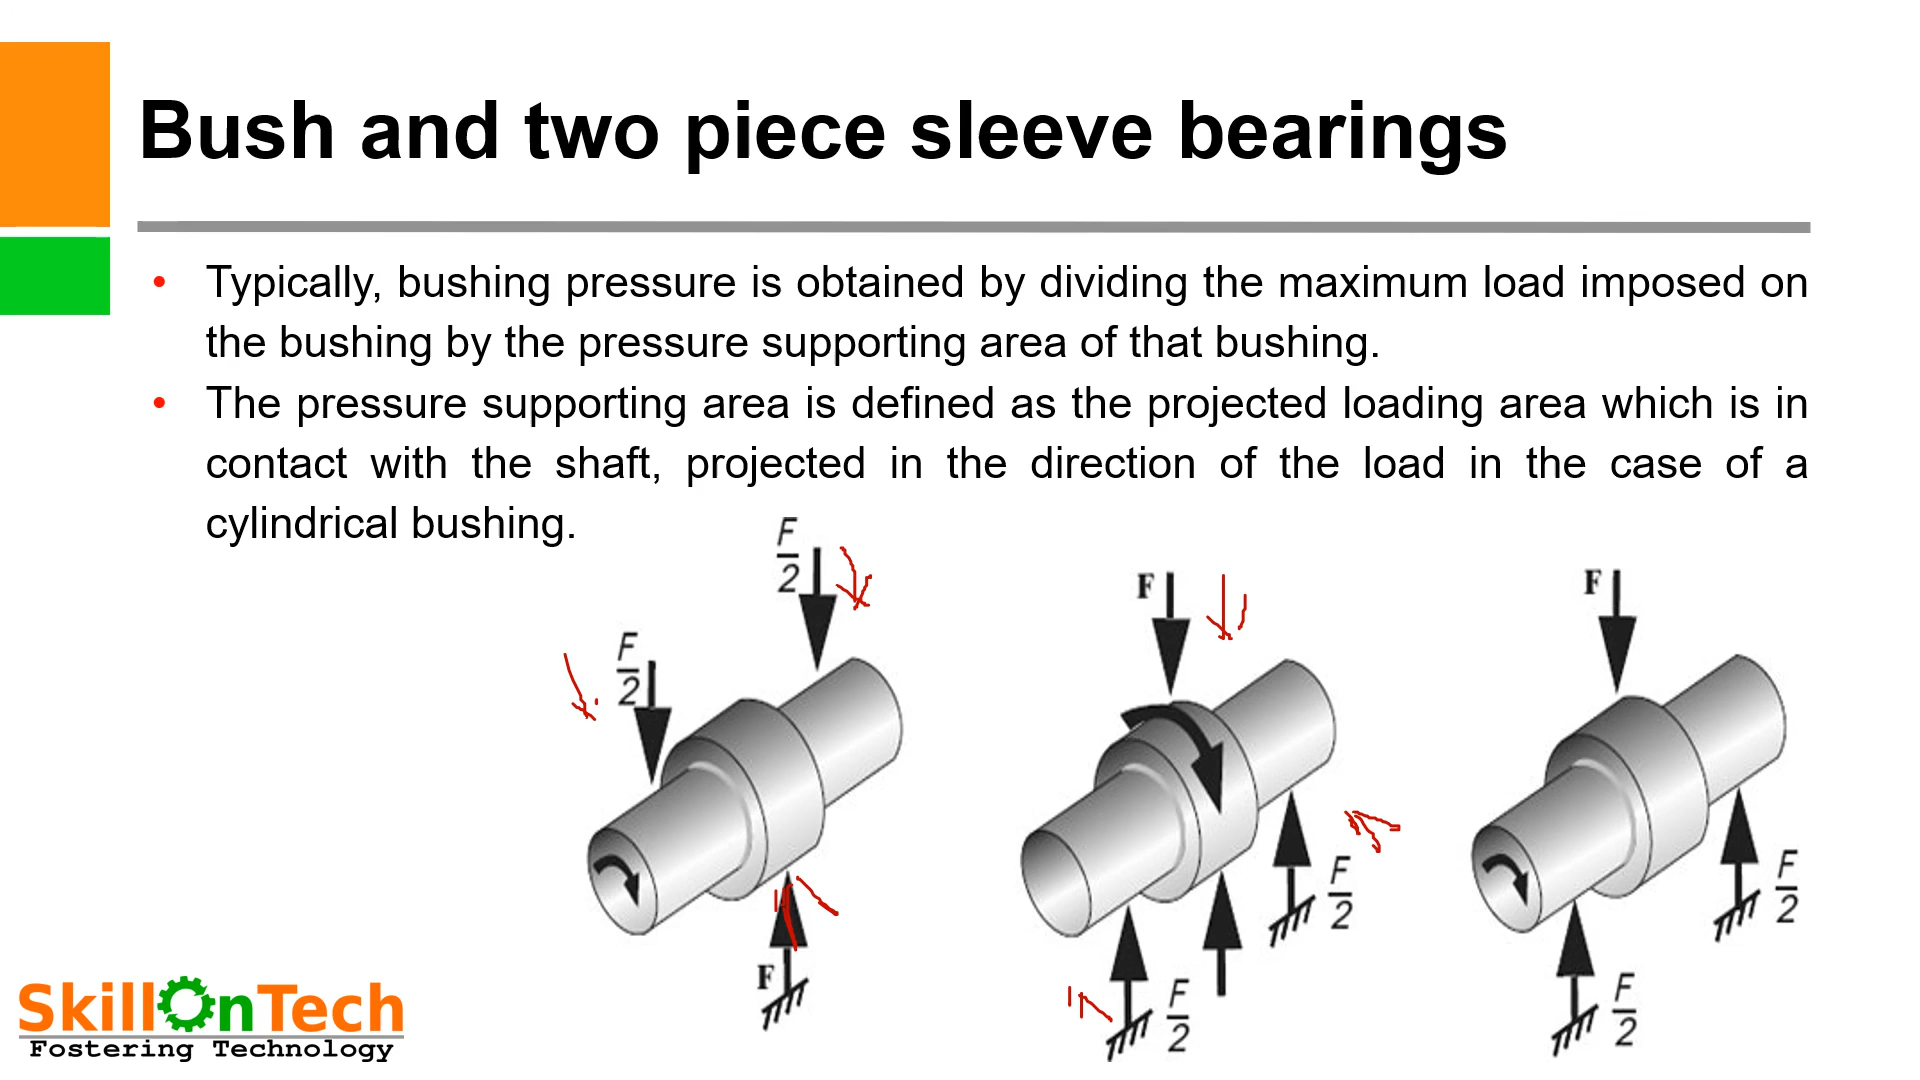 Bush and two piece sleeve bearings
• Typically, bushing pressure is obtained by dividing the maximum load imposed on
the bushing by the pressure supporting area of that bushing.
• The pressure supporting area is defined as the projected loading area which is in
contact with the shaft, projected in the direction of the load in the case of a
cylindrical bushing.
F
2
F
2
F
F
F
2
F
2
F
F
2
F
2
SkillOnTech
Fostering Technology